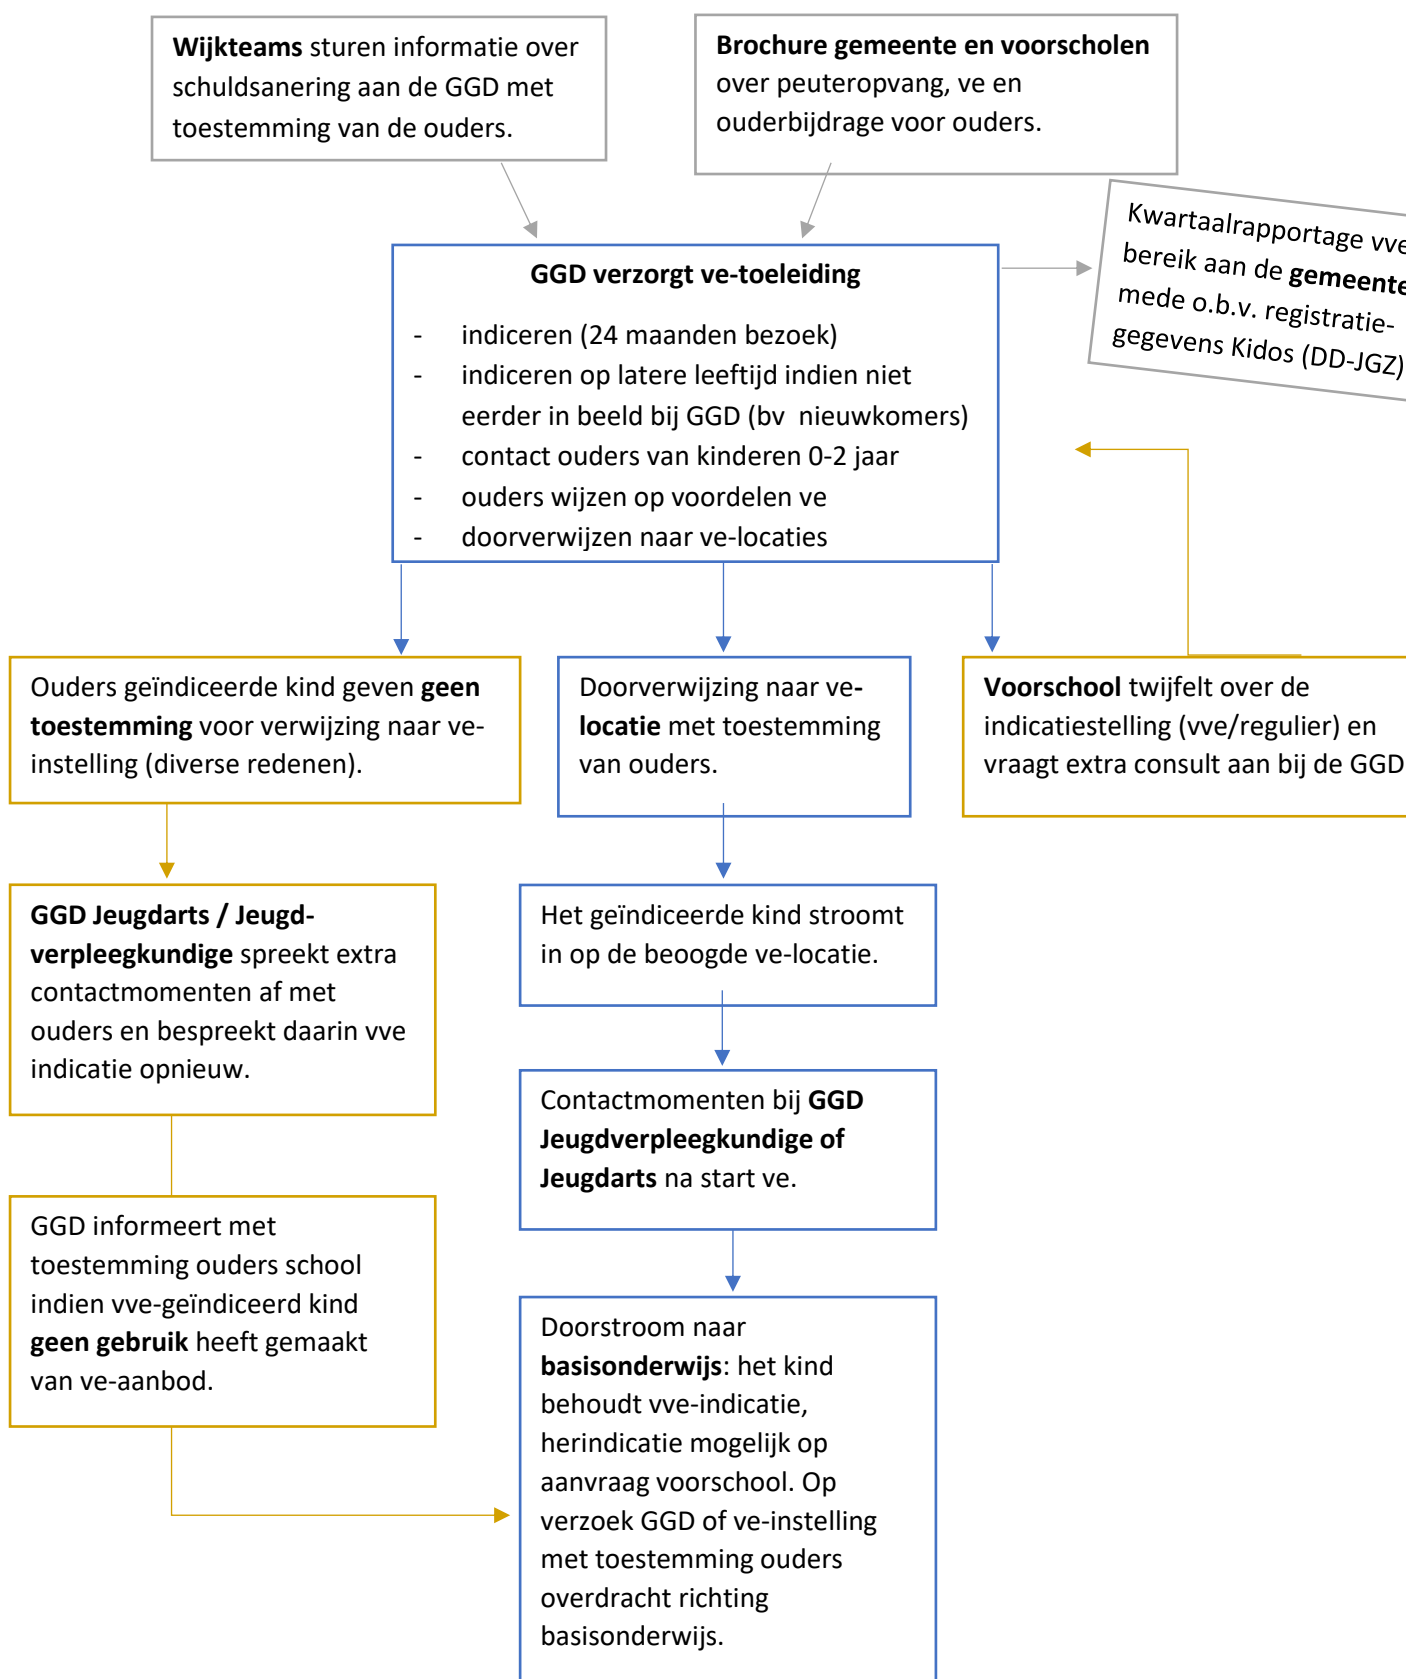 Wijkteams sturen informatie over
schuldsanering aan de GGD met
toestemming van de ouders.
Brochure gemeente en voorscholen
over peuteropvang, ve en
ouderbijdrage voor ouders.
Kwartaalrapportage vve
bereik aan de gemeente
mede o.b.v. registratie-
gegevens Kidos (DD-JGZ)
GGD verzorgt ve-toeleiding
- indiceren (24 maanden bezoek)
- indiceren op latere leeftijd indien niet
eerder in beeld bij GGD (bv nieuwkomers)
- contact ouders van kinderen 0-2 jaar
- ouders wijzen op voordelen ve
- doorverwijzen naar ve-locaties
Ouders geïndiceerde kind geven geen
toestemming voor verwijzing naar ve-
instelling (diverse redenen).
Doorverwijzing naar ve-
locatie met toestemming
van ouders.
Voorschool twijfelt over de
indicatiestelling (vve/regulier) en
vraagt extra consult aan bij de GGD
GGD Jeugdarts / Jeugd-
verpleegkundige spreekt extra
contactmomenten af met
ouders en bespreekt daarin vve
indicatie opnieuw.
Het geïndiceerde kind stroomt
in op de beoogde ve-locatie.
Contactmomenten bij GGD
Jeugdverpleegkundige of
Jeugdarts na start ve.
GGD informeert met
toestemming ouders school
indien vve-geïndiceerd kind
geen gebruik heeft gemaakt
van ve-aanbod.
Doorstroom naar
basisonderwijs: het kind
behoudt vve-indicatie,
herindicatie mogelijk op
aanvraag voorschool. Op
verzoek GGD of ve-instelling
met toestemming ouders
overdracht richting
basisonderwijs.